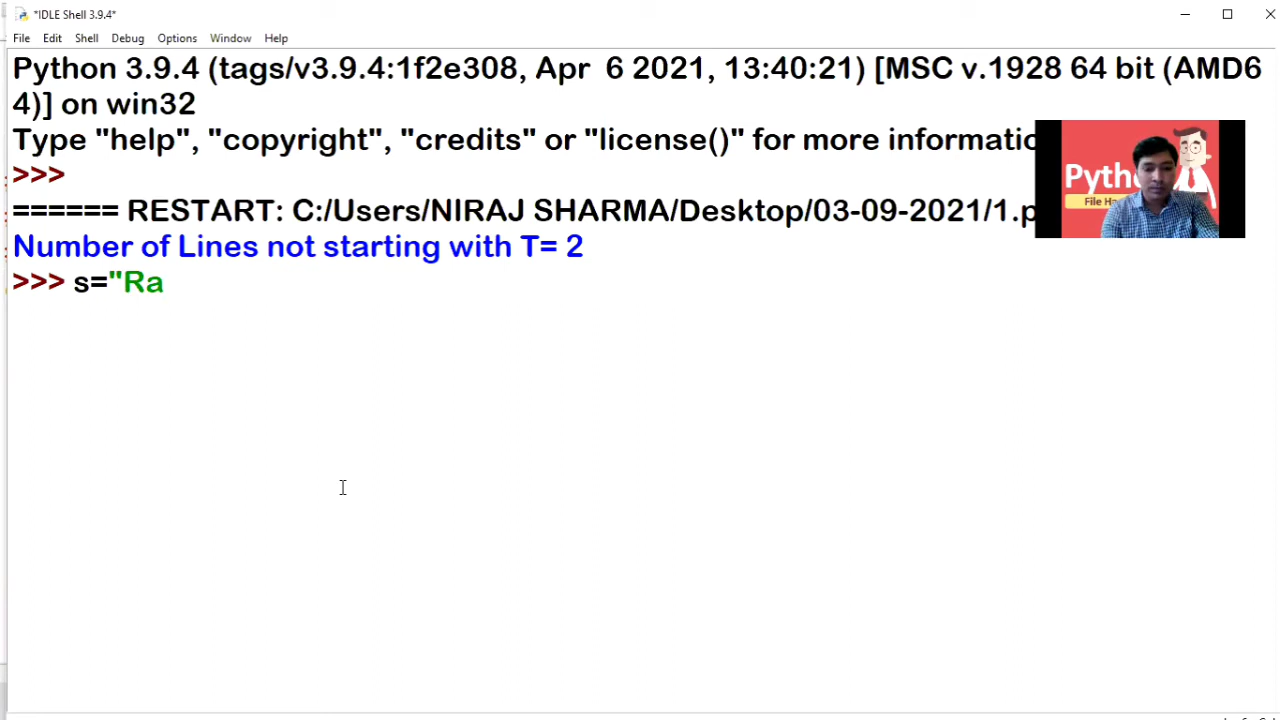 *IDLE Shell 3.9.4*
File Edit Shell Debug Options Window Help
Python 3.9.4 (tags/v3.9.4:1f2e308, Apr 6 2021, 13:40:21) [MSC v.1928 64 bit (AMD6
4)] on win32
Type "help", "copyright", "credits" or "license()" for more informatio
>>>
====== RESTART: C:/Users/NIRAJ SHARMA/Desktop/03-09-2021/1.p
Number of Lines not starting with T= 2
>>> s="Ra
Pyth
File Ha